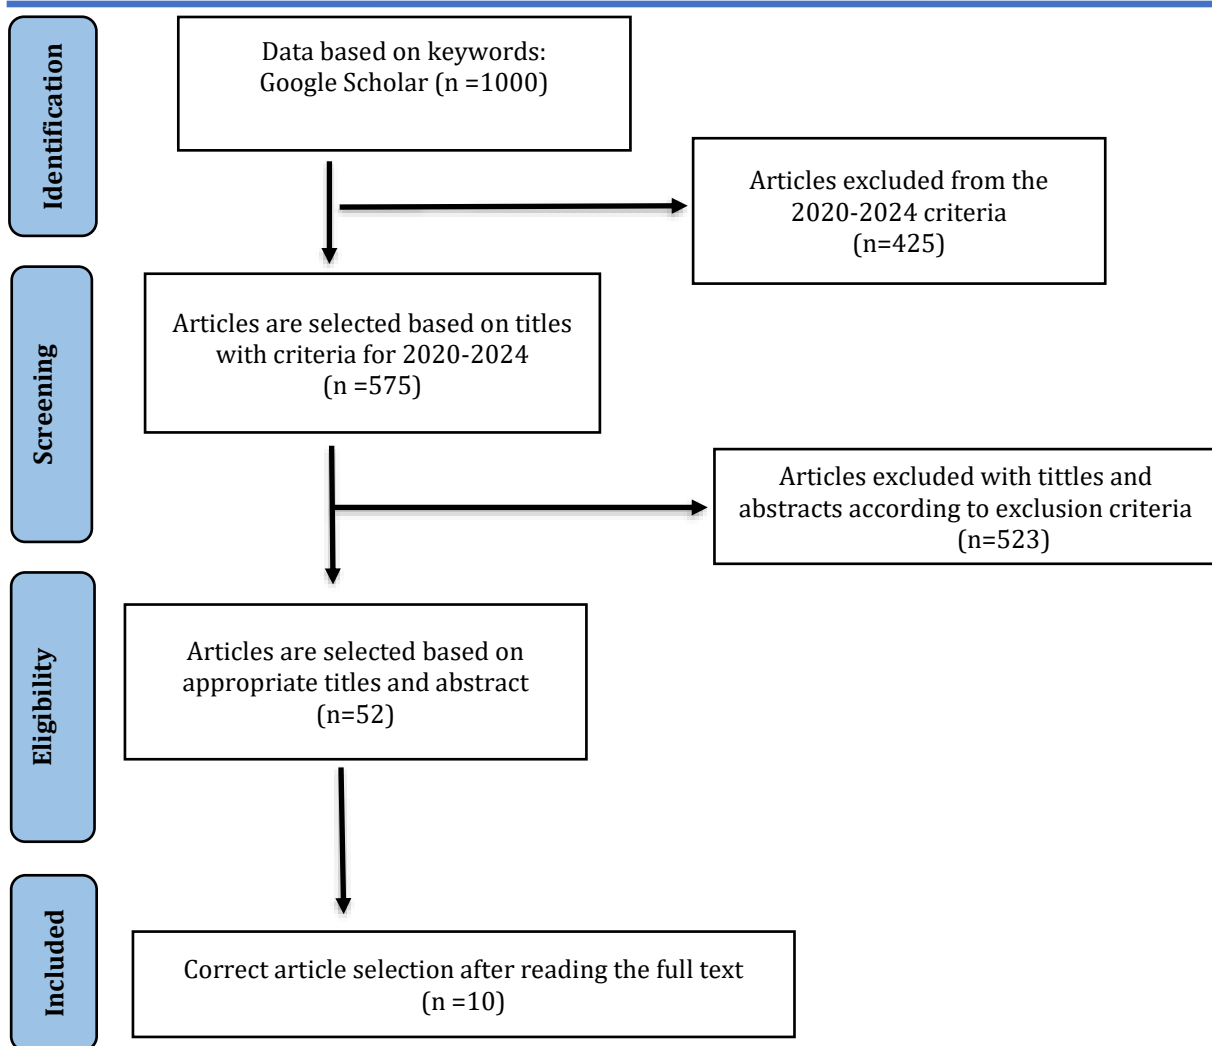 Identification
Data based on keywords:
Google Scholar (n =1000)
Articles excluded from the
2020-2024 criteria
(n=425)
Screening
Articles are selected based on titles
with criteria for 2020-2024
(n =575)
Articles excluded with tittles and
abstracts according to exclusion criteria
(n=523)
Eligibility
Articles are selected based on
appropriate titles and abstract
(n=52)
Included
Correct article selection after reading the full text
(n =10)